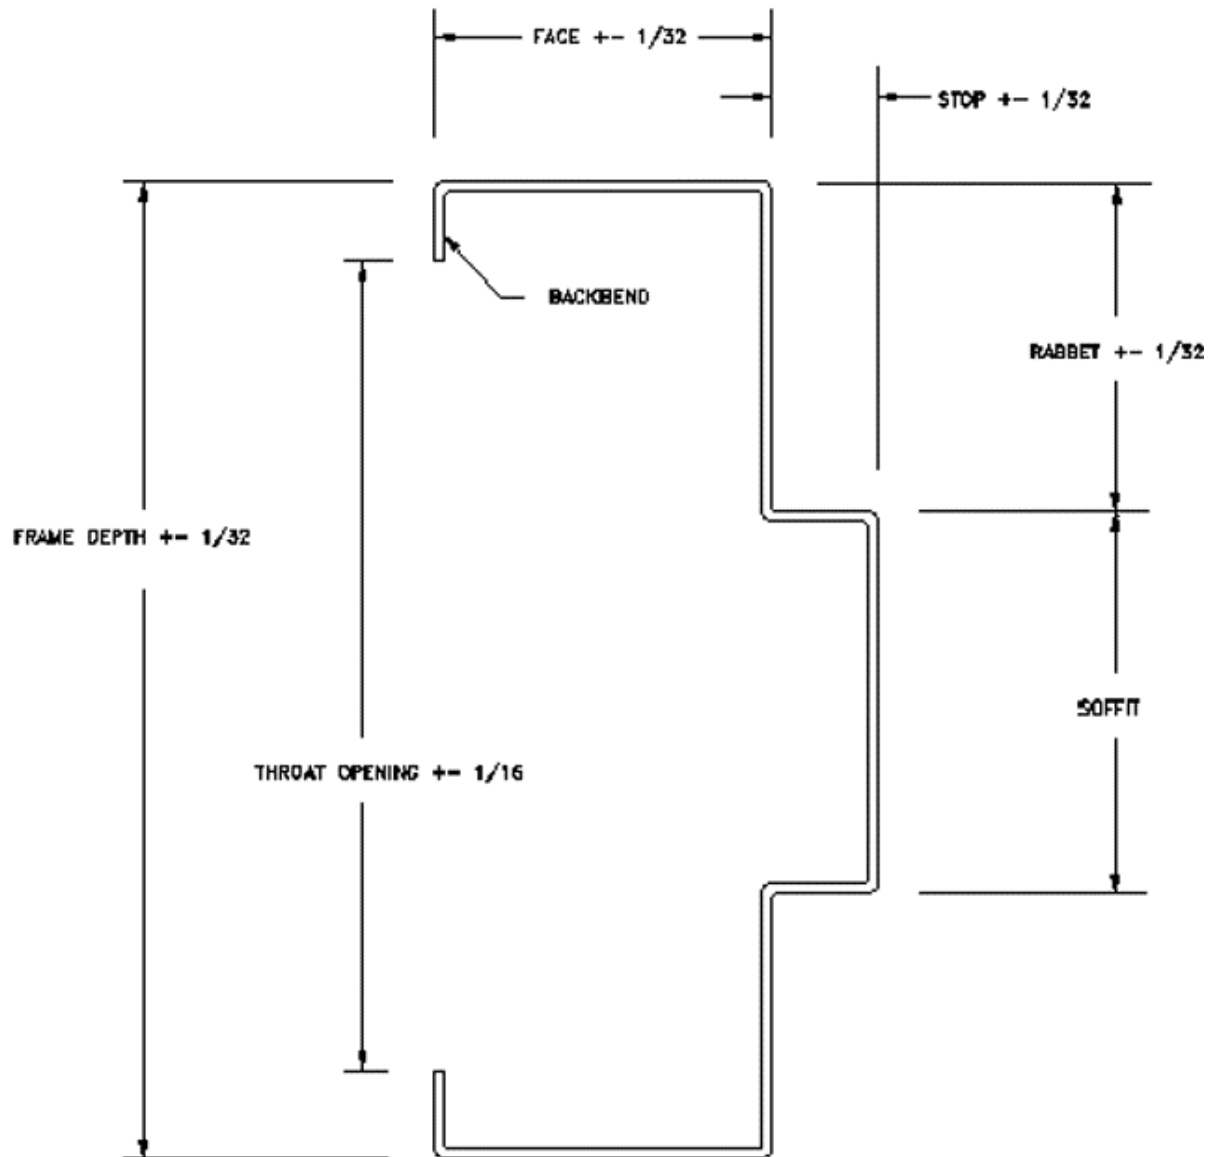 FACE +- 1/32
STOP +- 1/32
BACKBEND
RABBET +- 1/32
FRAME DEPTH +- 1/32
SOFFIT
THROAT OPENING +- 1/16